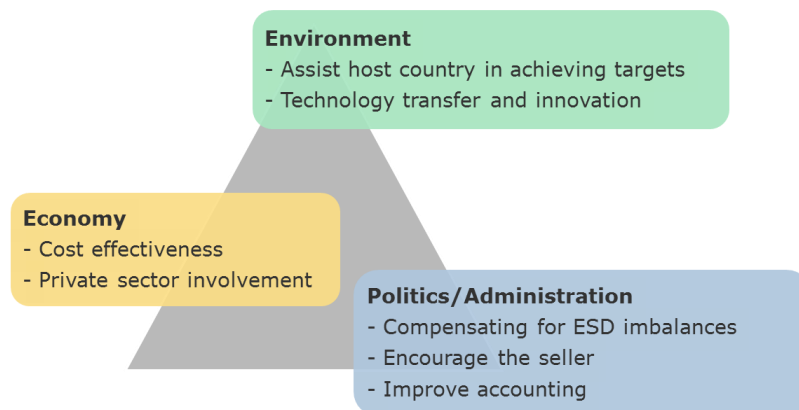 Environment
- Assist host country in achieving targets
- Technology transfer and innovation
Economy
- Cost effectiveness
- Private sector involvement
Politics/Administration
- Compensating for ESD imbalances
- Encourage the seller
- Improve accounting